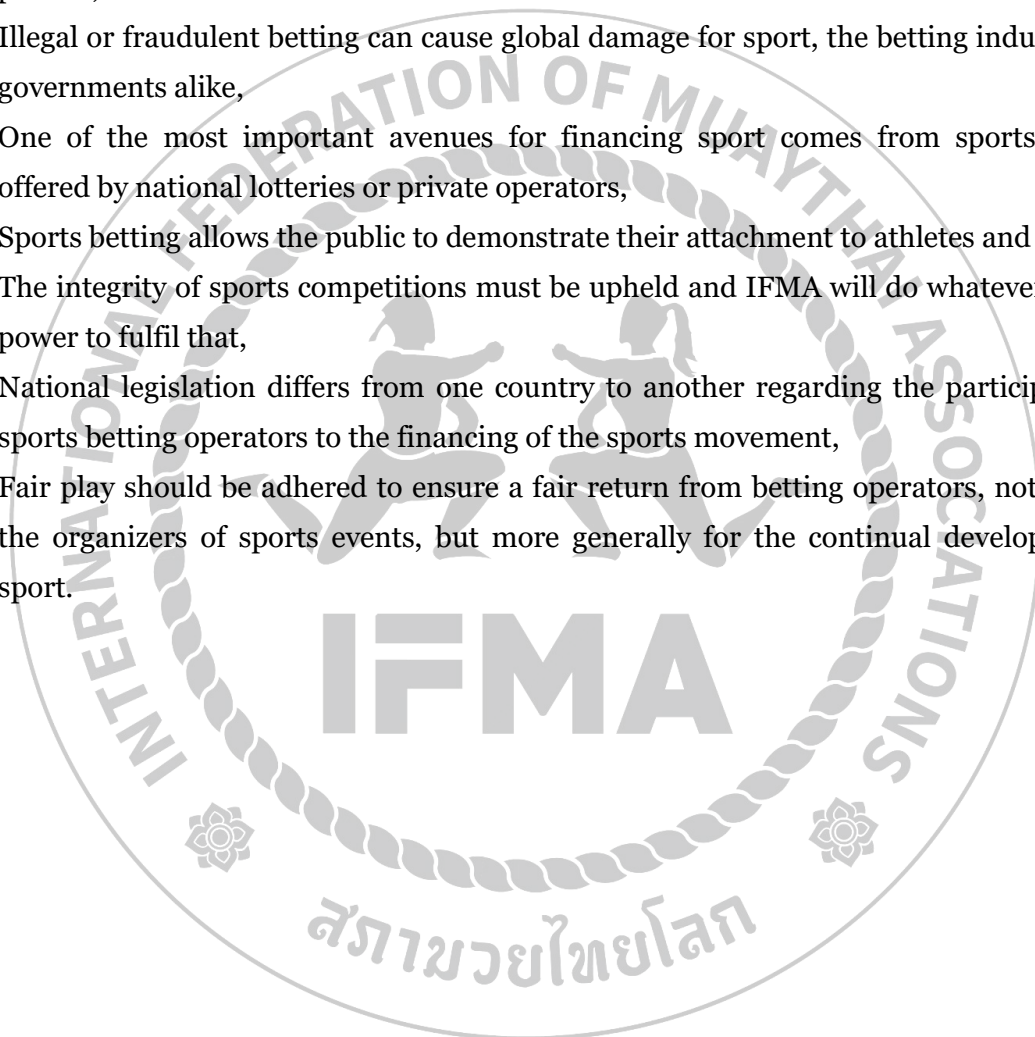 Illegal or fraudulent betting can cause global damage for sport, the betting indu
governments alike,
One of the most important avenues for financing sport comes from sports
offered by national lotteries or private operators,
Sports betting allows the public to demonstrate their attachment to athletes and
The integrity of sports competitions must be upheld and IFMA will do whatever
power to fulfil that,
National legislation differs from one country to another regarding the particip
sports betting operators to the financing of the sports movement,
Fair play should be adhered to ensure a fair return from betting operators, not
the organizers of sports events, but more generally for the continual develop
sport.
INTERNATIONAL FEDERATION OF MUAYTHAI ASSOCIATIONS
IFMA
สภามวยไทยโลก